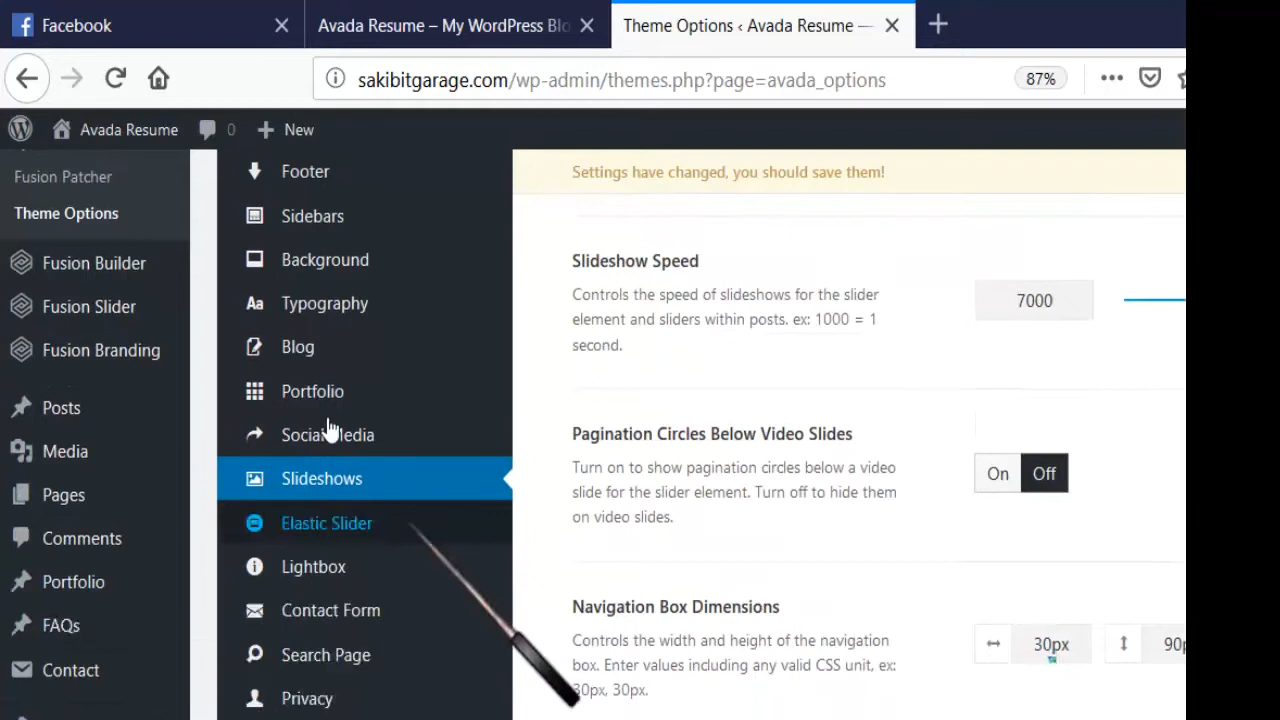 Facebook
Avada Resume – My WordPress Blo
Theme Options ‹ Avada Resume —
sakibitgarage.com/wp-admin/themes.php?page=avada_options
87%
Avada Resume
0
New
Fusion Patcher
Theme Options
Fusion Builder
Fusion Slider
Fusion Branding
Posts
Media
Pages
Comments
Portfolio
FAQs
Contact
Footer
Sidebars
Background
Aa Typography
Blog
Portfolio
Social Media
Slideshows
Elastic Slider
Lightbox
Contact Form
Search Page
Privacy
Settings have changed, you should save them!
Slideshow Speed
Controls the speed of slideshows for the slider
element and sliders within posts. ex: 1000 = 1
second.
7000
Pagination Circles Below Video Slides
Turn on to show pagination circles below a video
slide for the slider element. Turn off to hide them
on video slides.
On Off
Navigation Box Dimensions
Controls the width and height of the navigation
box. Enter values including any valid CSS unit, ex:
30px, 30px.
30px
90p